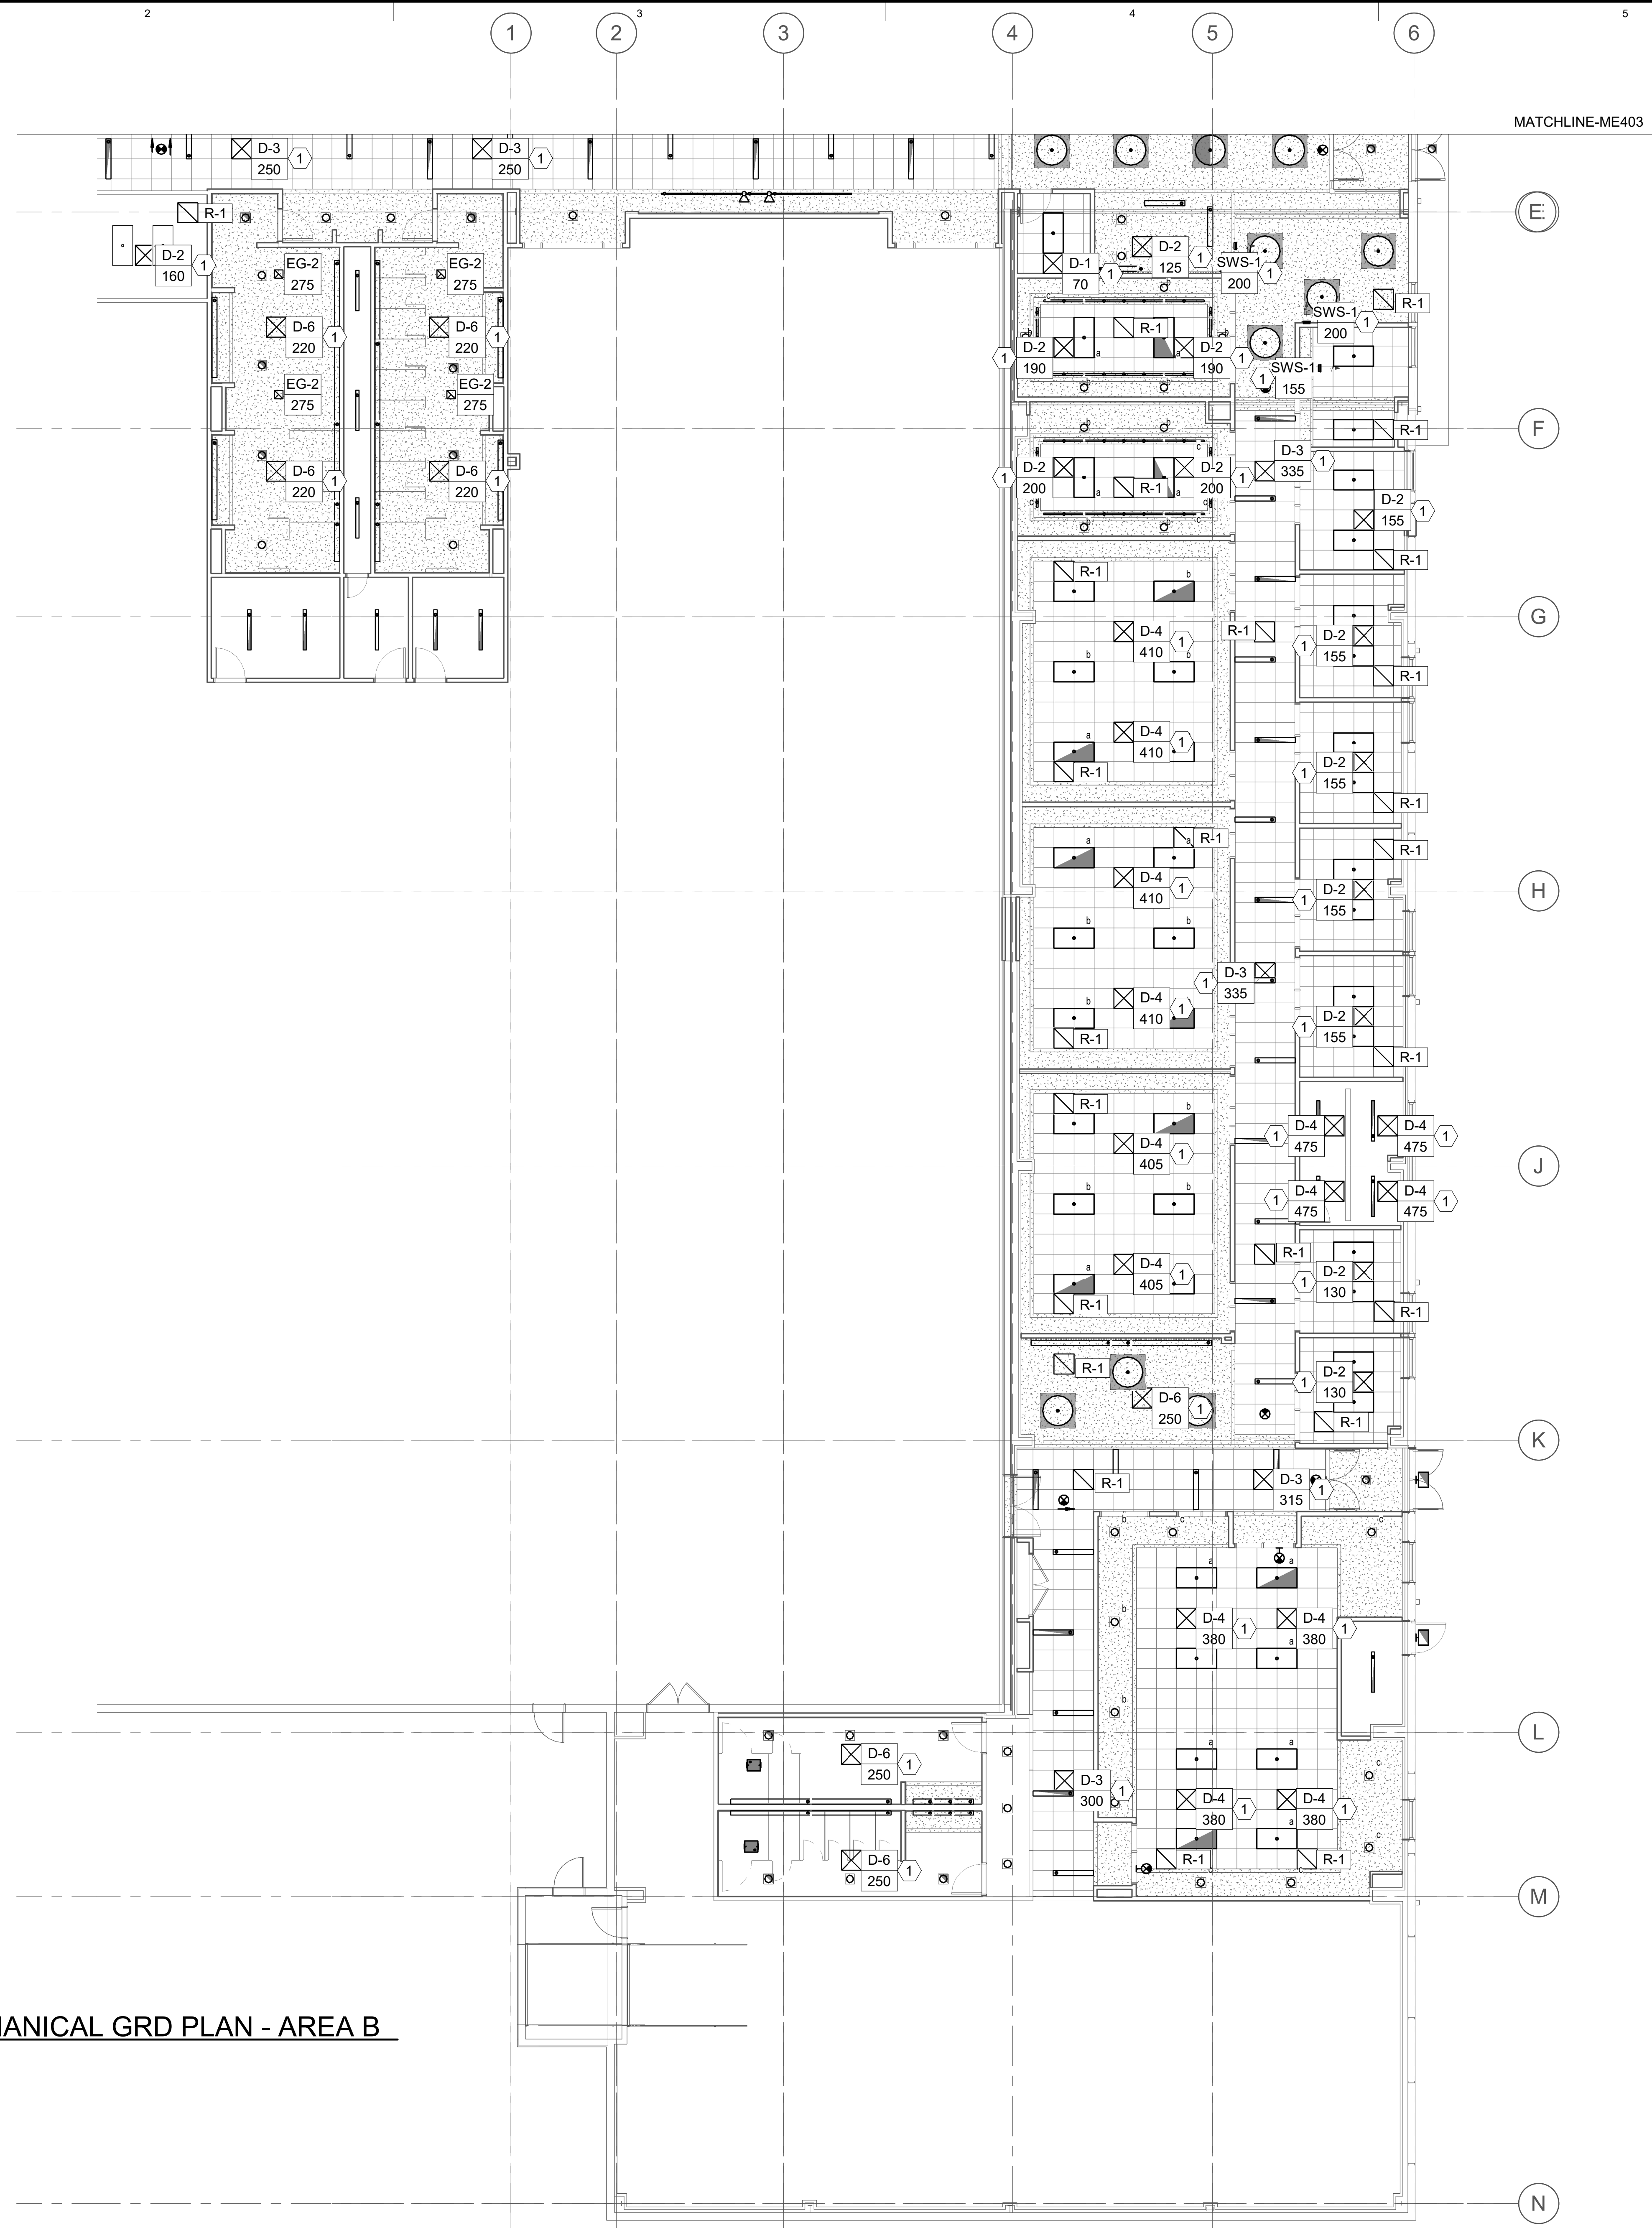 2
3
4
5
1
2
3
4
5
6
MATCHLINE-ME403
D-3
250
1
D-3
250
1
R-1
E
D-2
160
1
D-2
125
1
SWS-1
200
1
D-1
70
1
EG-2
275
EG-2
275
R-1
SWS-1
200
1
D-6
220
1
D-6
220
1
c
R-1
b
b
a
a
1
D-2
190
D-2
190
1
SWS-1
155
1
b
b
EG-2
275
EG-2
275
b
b
R-1
F
D-6
220
1
D-6
220
1
c
D-3
335
1
1
D-2
200
R-1
D-2
200
1
a
a
c
c
c
b
b
D-2
155
1
R-1
R-1
b
G
D-4
410
1
b
R-1
1
D-2
155
R-1
b
D-4
410
1
a
R-1
1
D-2
155
R-1
a
a
R-1
R-1
H
D-4
410
1
1
D-2
155
b
b
1
D-3
335
D-4
410
1
b
R-1
1
D-2
155
R-1
R-1
b
J
D-4
405
1
1
D-4
475
D-4
475
1
b
b
1
D-4
475
D-4
475
1
D-4
405
1
a
R-1
R-1
1
D-2
130
R-1
R-1
1
D-2
130
R-1
D-6
250
1
K
R-1
D-3
315
1
b
c
c
a
a
b
D-4
380
1
D-4
380
1
a
b
L
D-6
250
1
a
a
c
D-3
300
1
D-4
380
1
D-4
380
1
a
c
D-6
250
1
R-1
R-1
c
c
M
HANICAL GRD PLAN - AREA B
N